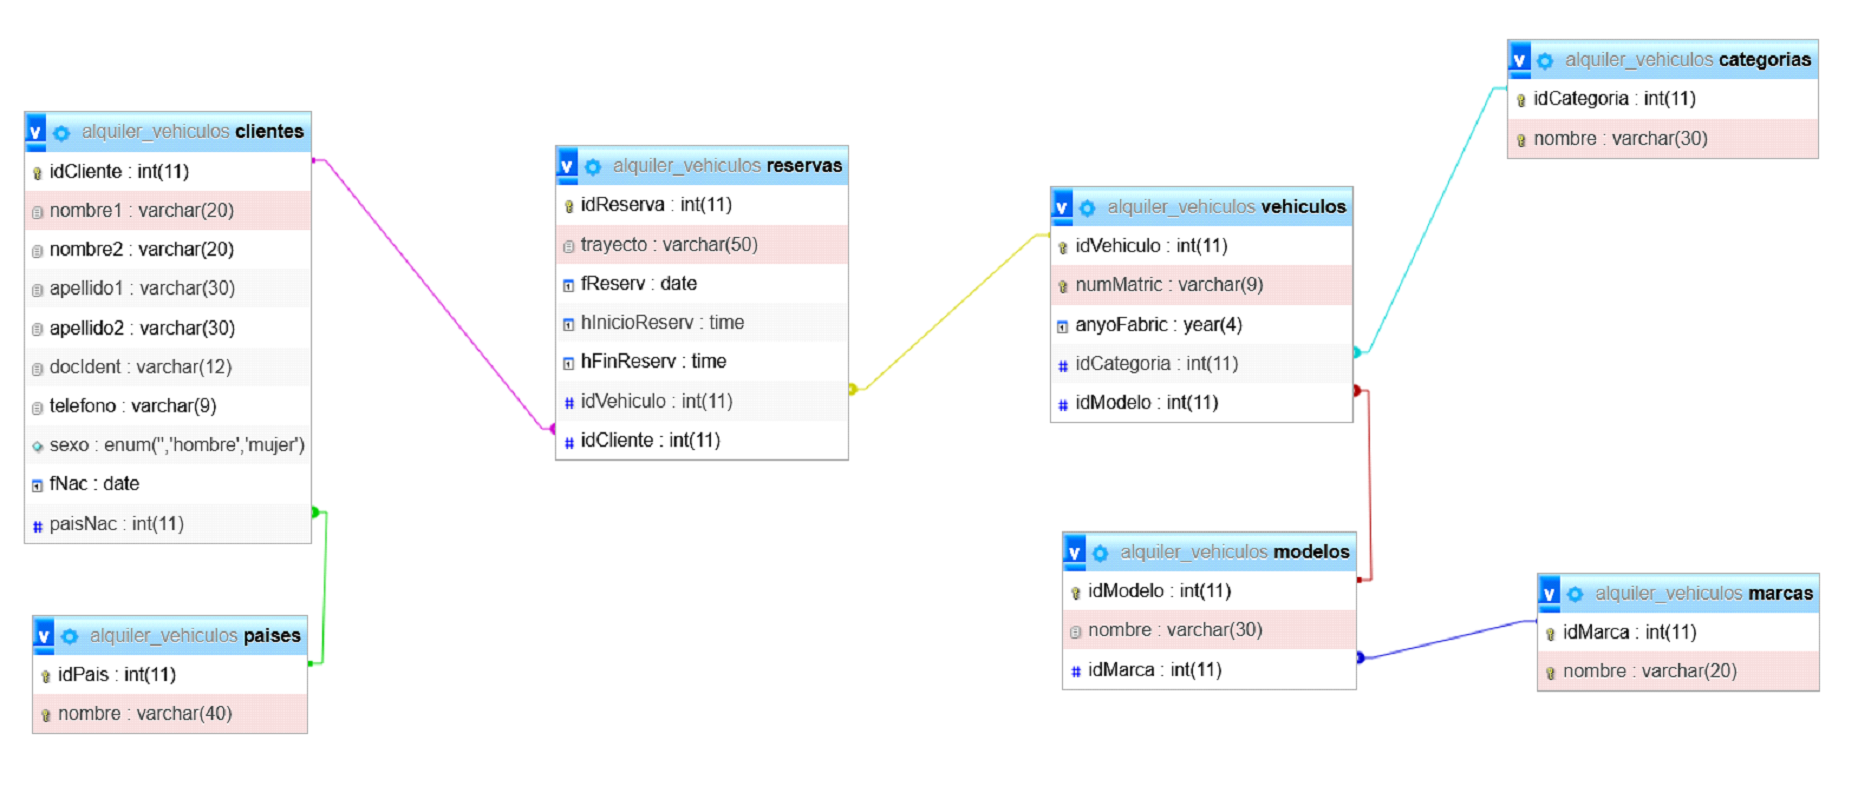 v alquiler_vehiculos clientes
idCliente : int(11)
nombre1 : varchar(20)
nombre2 : varchar(20)
apellido1 : varchar(30)
apellido2 : varchar(30)
docIdent : varchar(12)
telefono : varchar(9)
sexo : enum('','hombre','mujer')
fNac : date
# paisNac : int(11)
v alquiler_vehiculos paises
idPais : int(11)
nombre : varchar(40)
v alquiler_vehiculos reservas
idReserva : int(11)
trayecto : varchar(50)
fReserv : date
hInicioReserv : time
hFinReserv : time
# idVehiculo : int(11)
# idCliente : int(11)
v alquiler_vehiculos vehiculos
idVehiculo : int(11)
numMatric : varchar(9)
anyoFabric : year(4)
# idCategoria : int(11)
# idModelo : int(11)
v alquiler_vehiculos modelos
idModelo : int(11)
nombre : varchar(30)
# idMarca : int(11)
v alquiler_vehiculos categorias
idCategoria : int(11)
nombre : varchar(30)
v alquiler_vehiculos marcas
idMarca : int(11)
nombre : varchar(20)